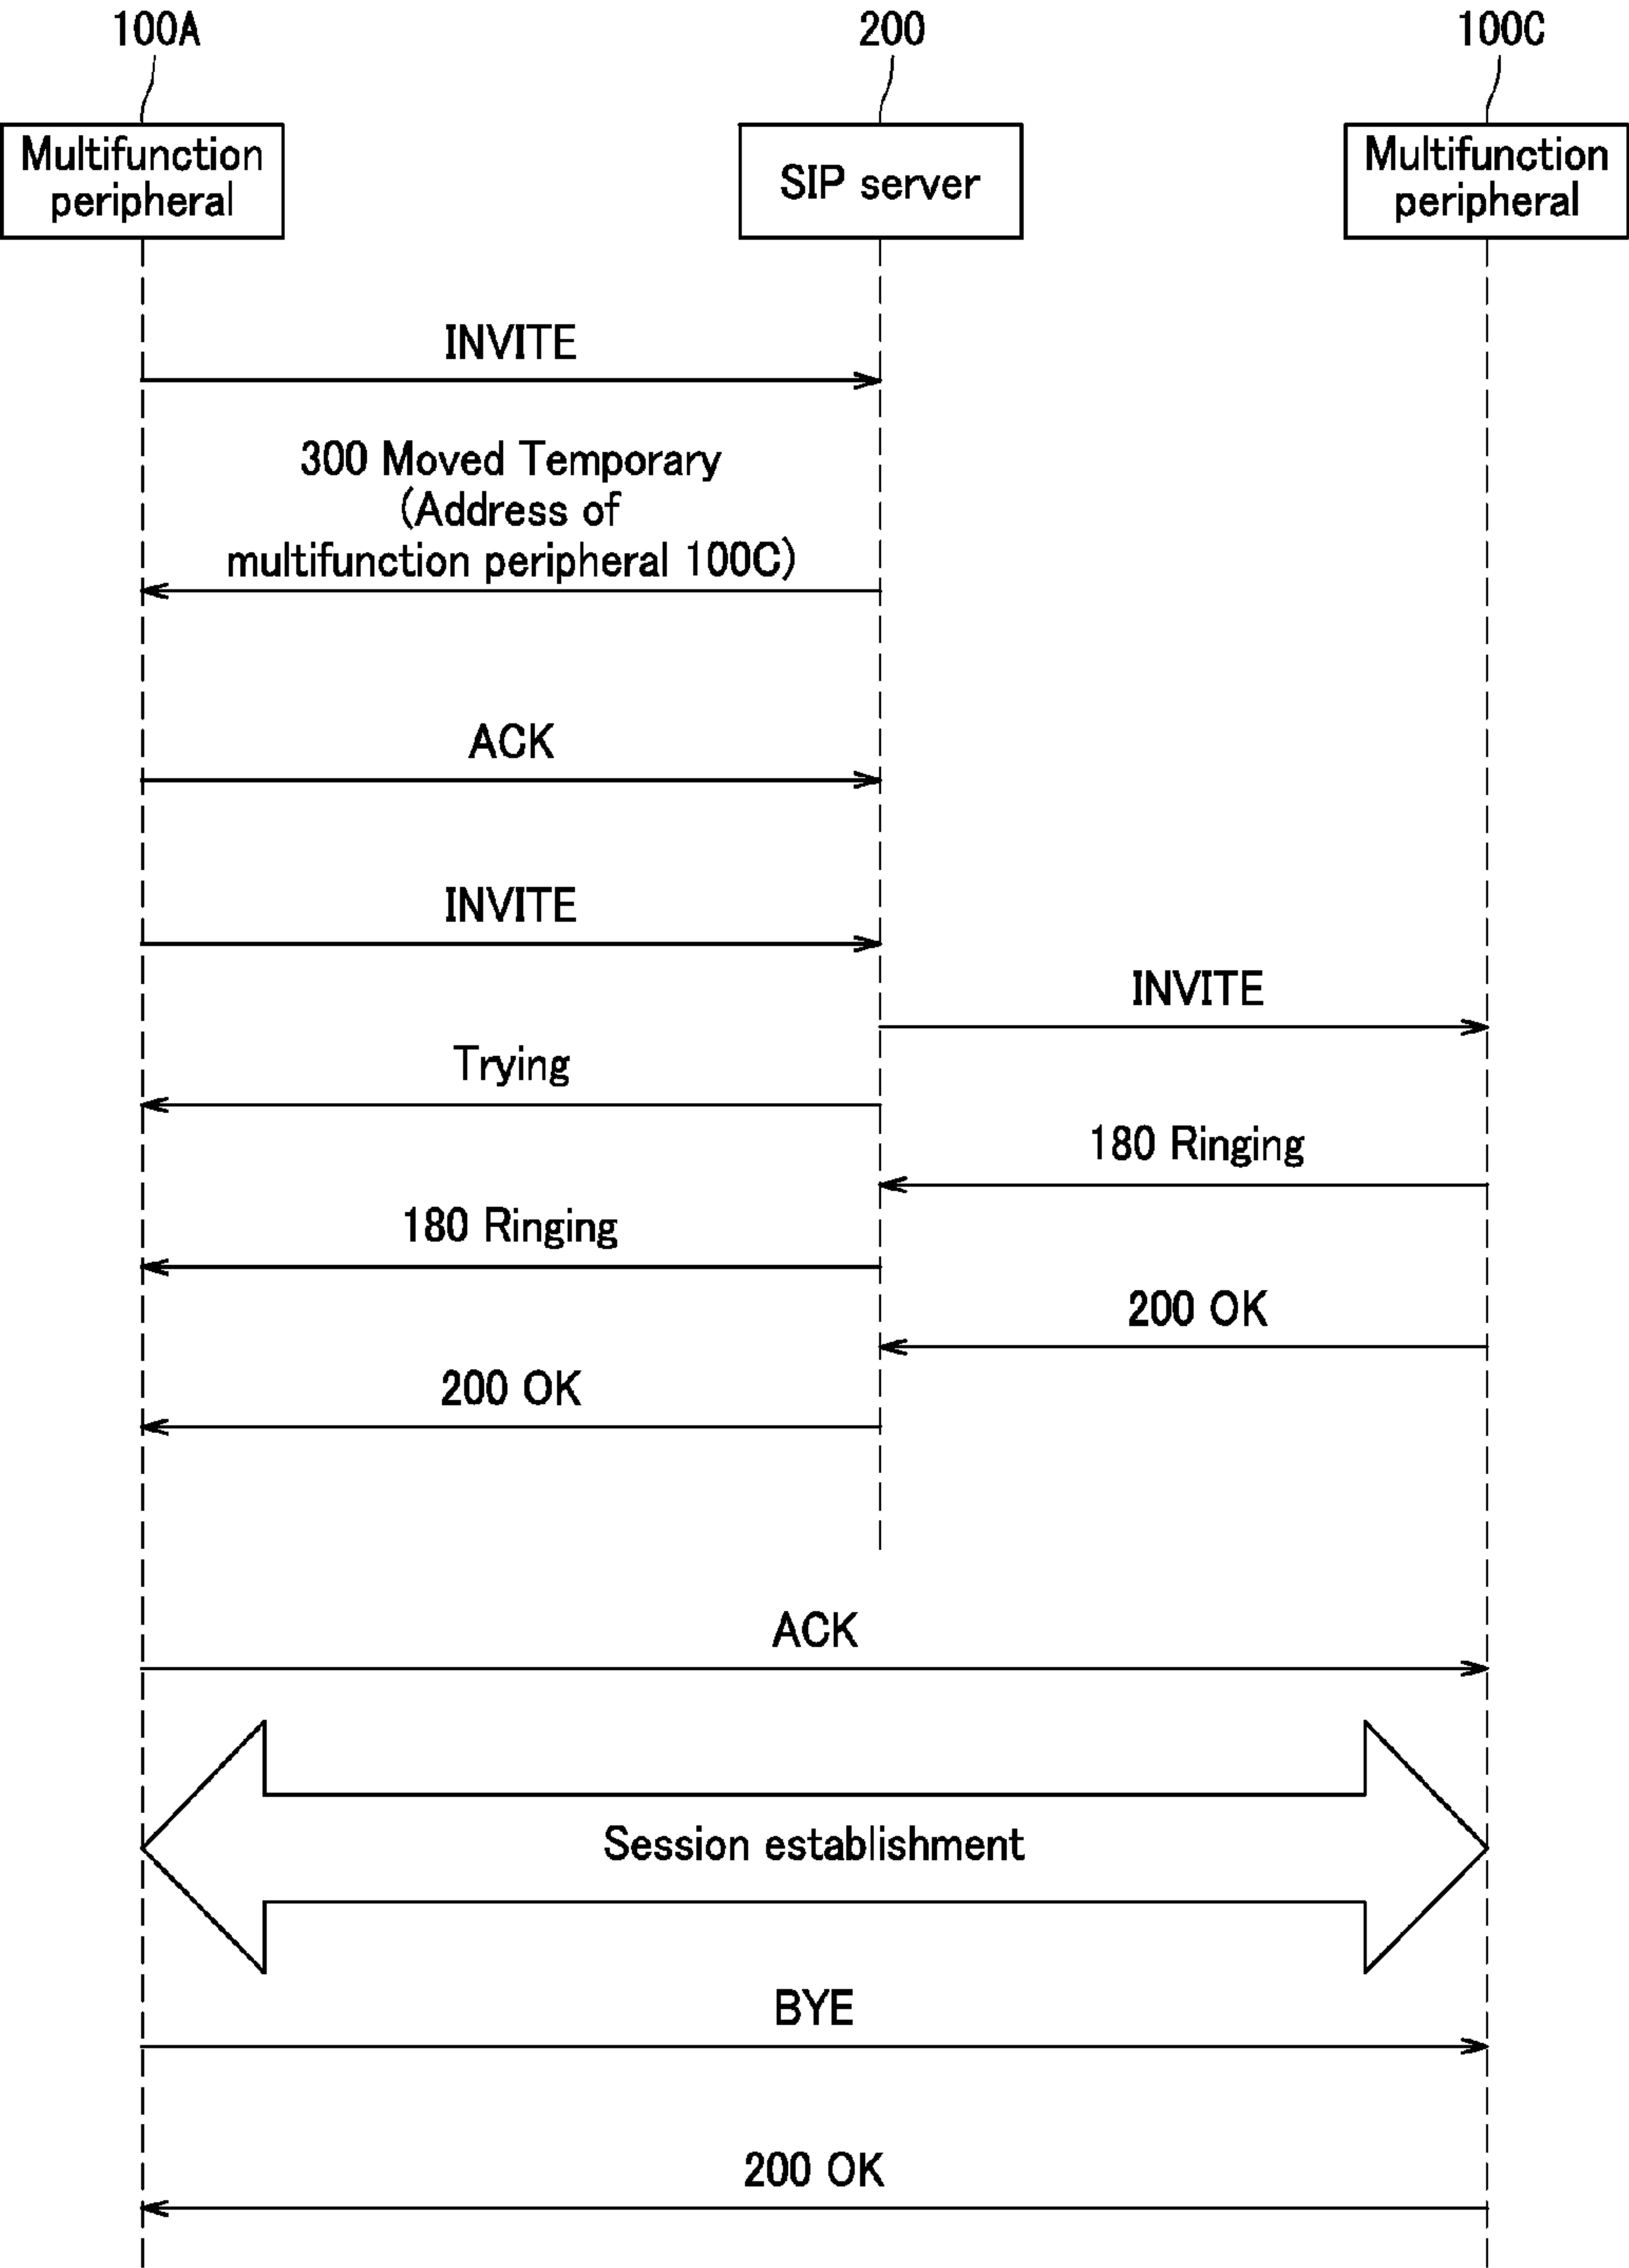 100A
200
100C
Multifunction
peripheral
SIP server
Multifunction
peripheral
INVITE
300 Moved Temporary
(Address of
multifunction peripheral 100C)
ACK
INVITE
INVITE
Trying
180 Ringing
180 Ringing
200 OK
200 OK
ACK
Session establishment
BYE
200 OK